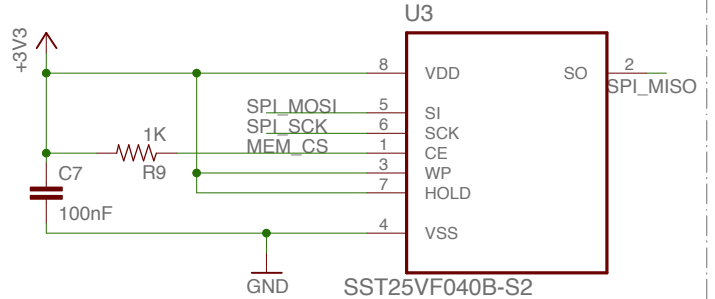 U3
+3V3
8
VDD
SO
2
SPI_MISO
SPI_MOSI
5
SI
SPI_SCK
6
SCK
1K
MEM_CS
1
CE
R9
3
WP
C7
7
HOLD
100nF
4
VSS
GND
SST25VF040B-S2